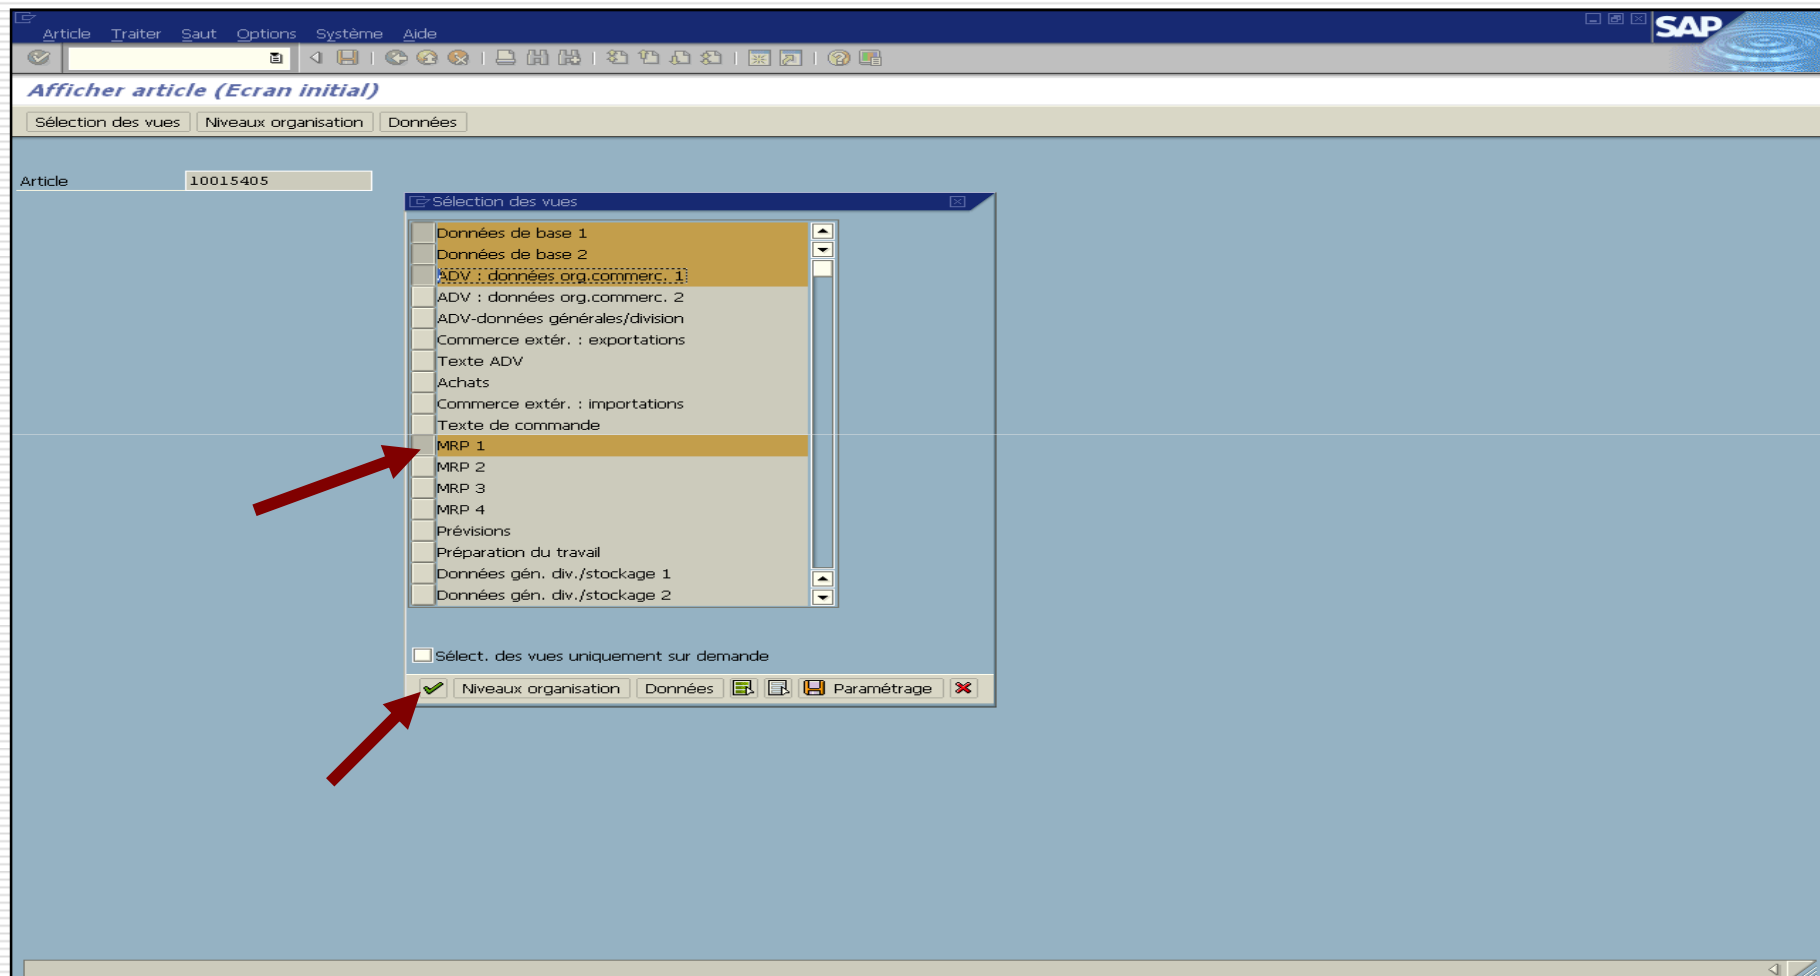 Article Traiter Saut Options Système Aide
SAP
Afficher article (Ecran initial)
Sélection des vues Niveaux organisation Données
Article 10015405
Sélection des vues
Données de base 1
Données de base 2
ADV : données org.commerc. 1
ADV : données org.commerc. 2
ADV-données générales/division
Commerce extér. : exportations
Texte ADV
Achats
Commerce extér. : importations
Texte de commande
MRP 1
MRP 2
MRP 3
MRP 4
Prévisions
Préparation du travail
Données gén. div./stockage 1
Données gén. div./stockage 2
Sélect. des vues uniquement sur demande
Niveaux organisation Données Paramétrage